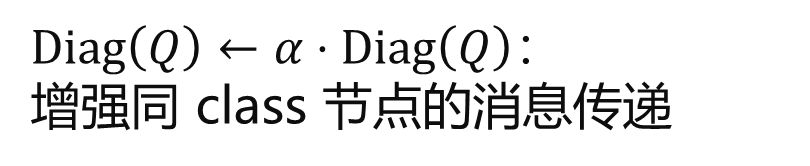 Diag(Q) ← α · Diag(Q):
增强同 class 节点的消息传递